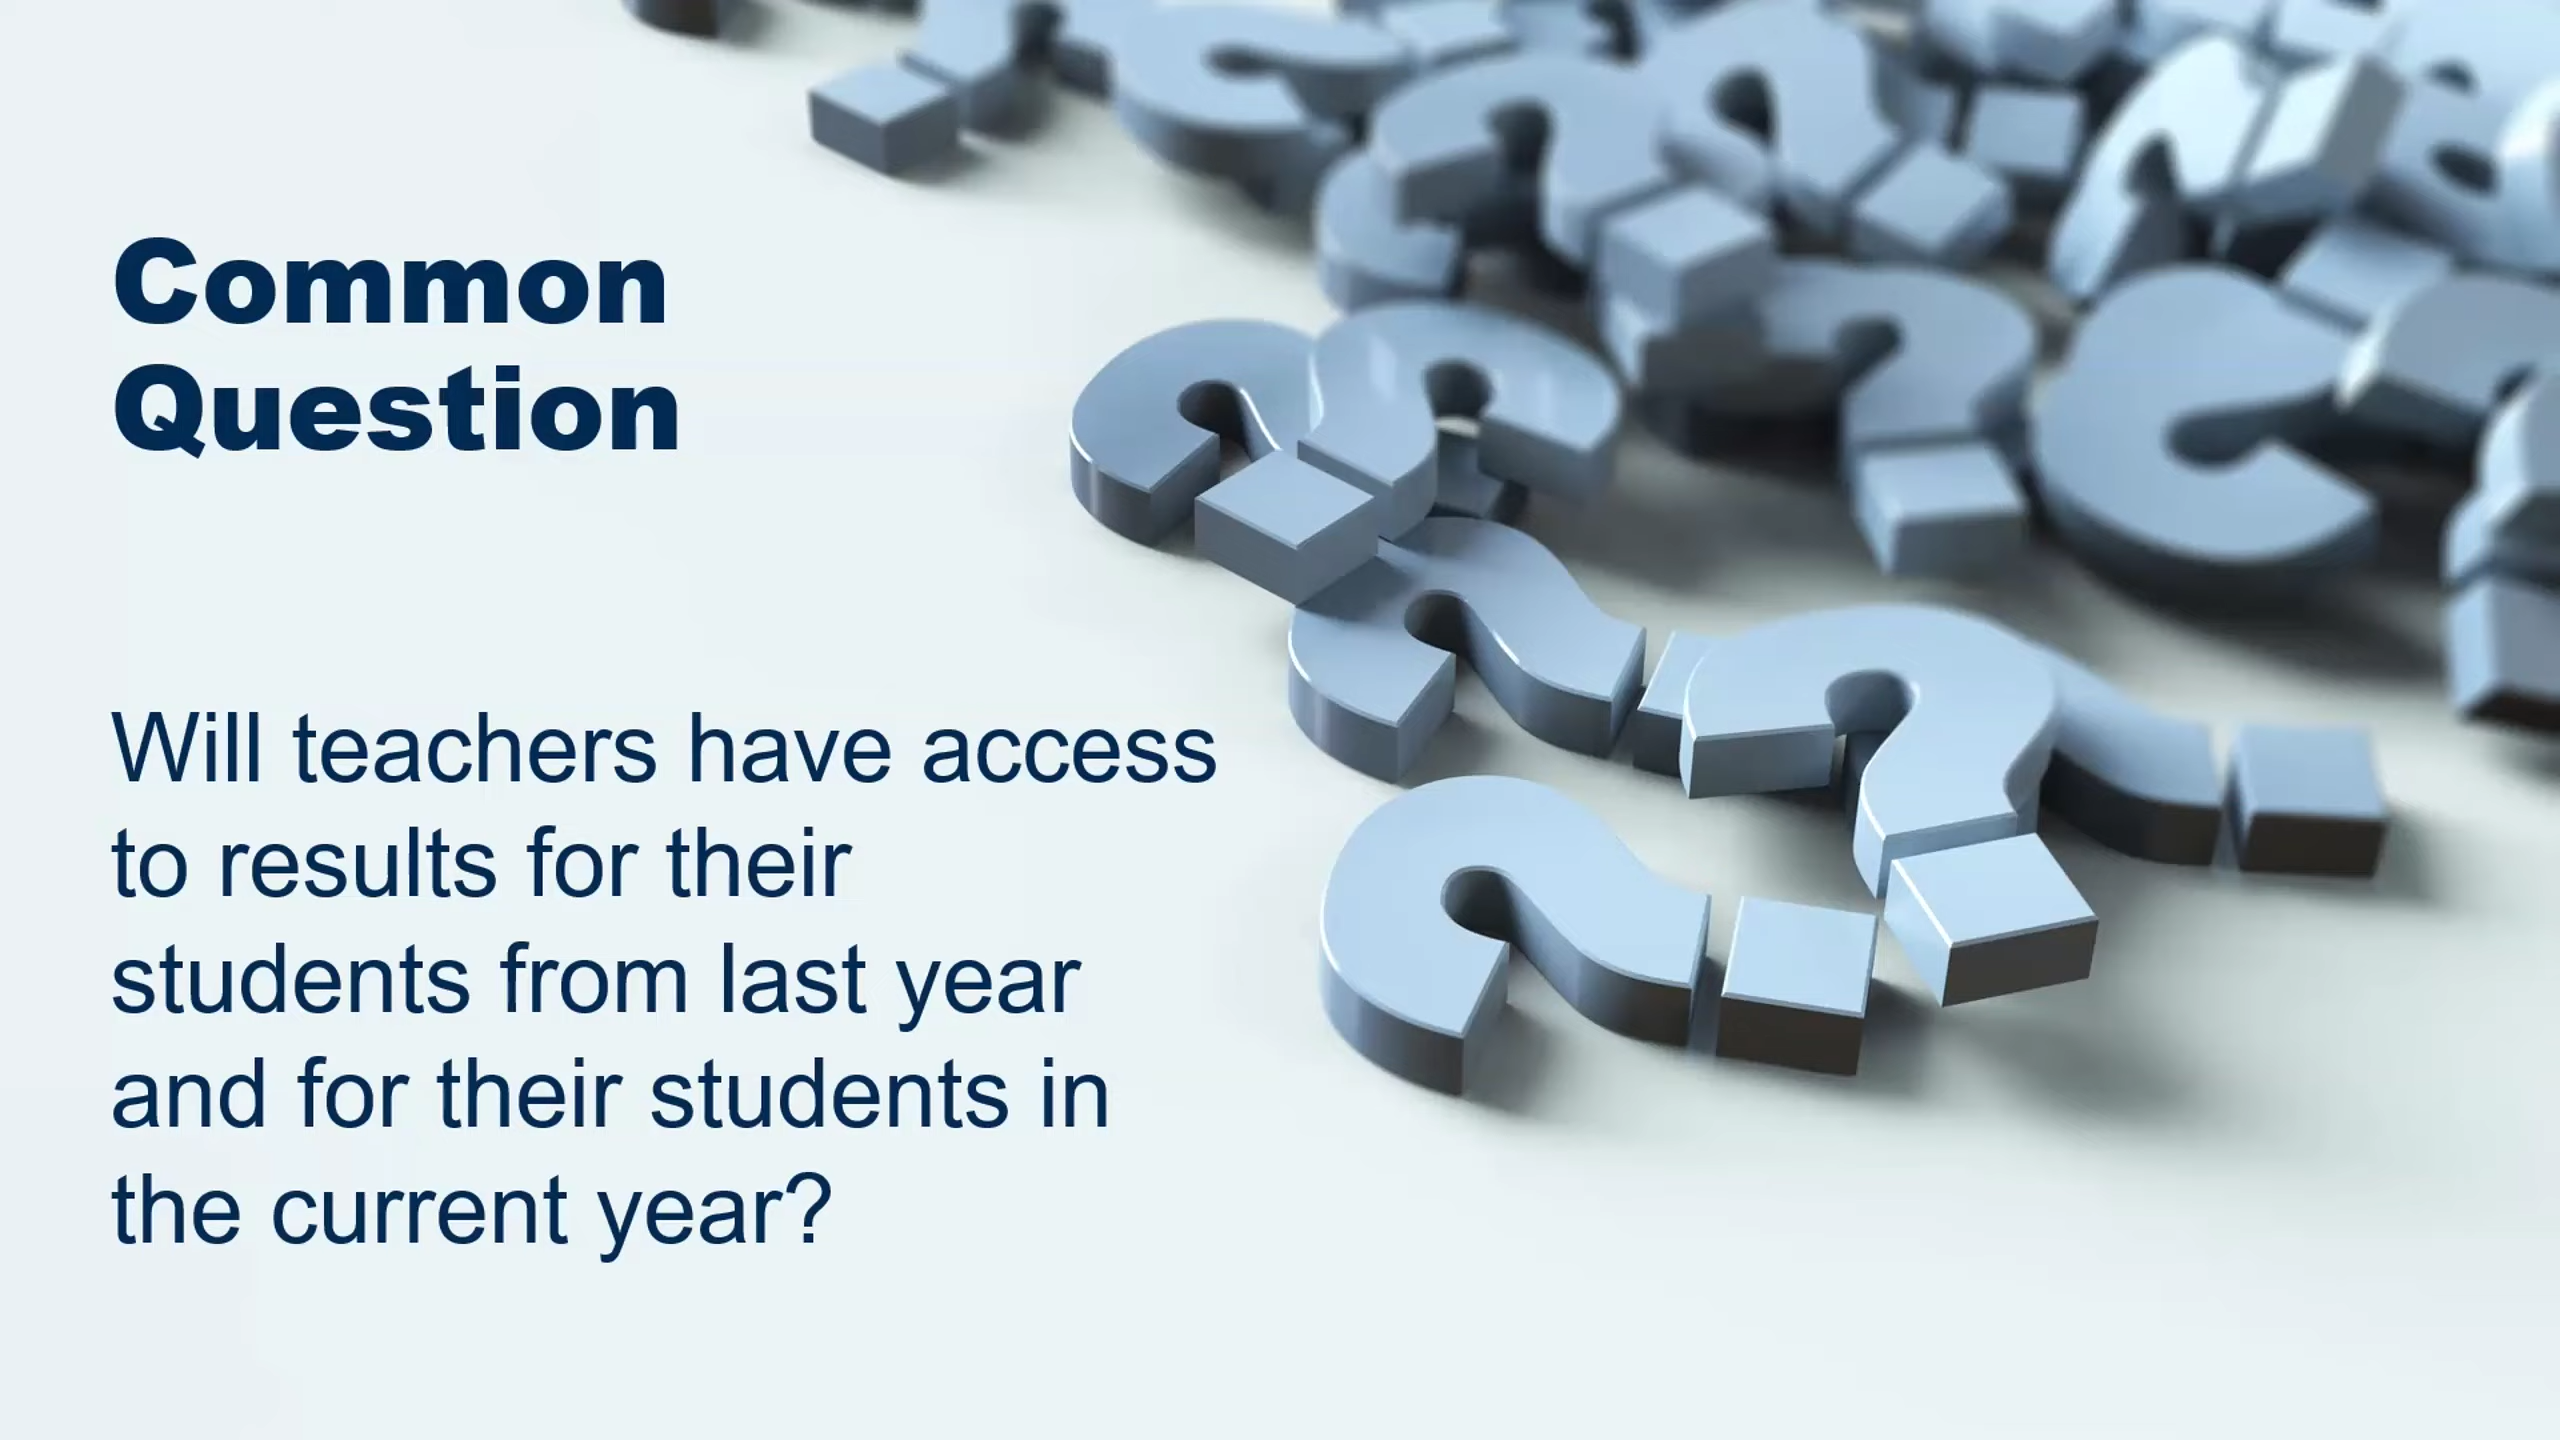 Common
Question
Will teachers have access
to results for their
students from last year
and for their students in
the current year?